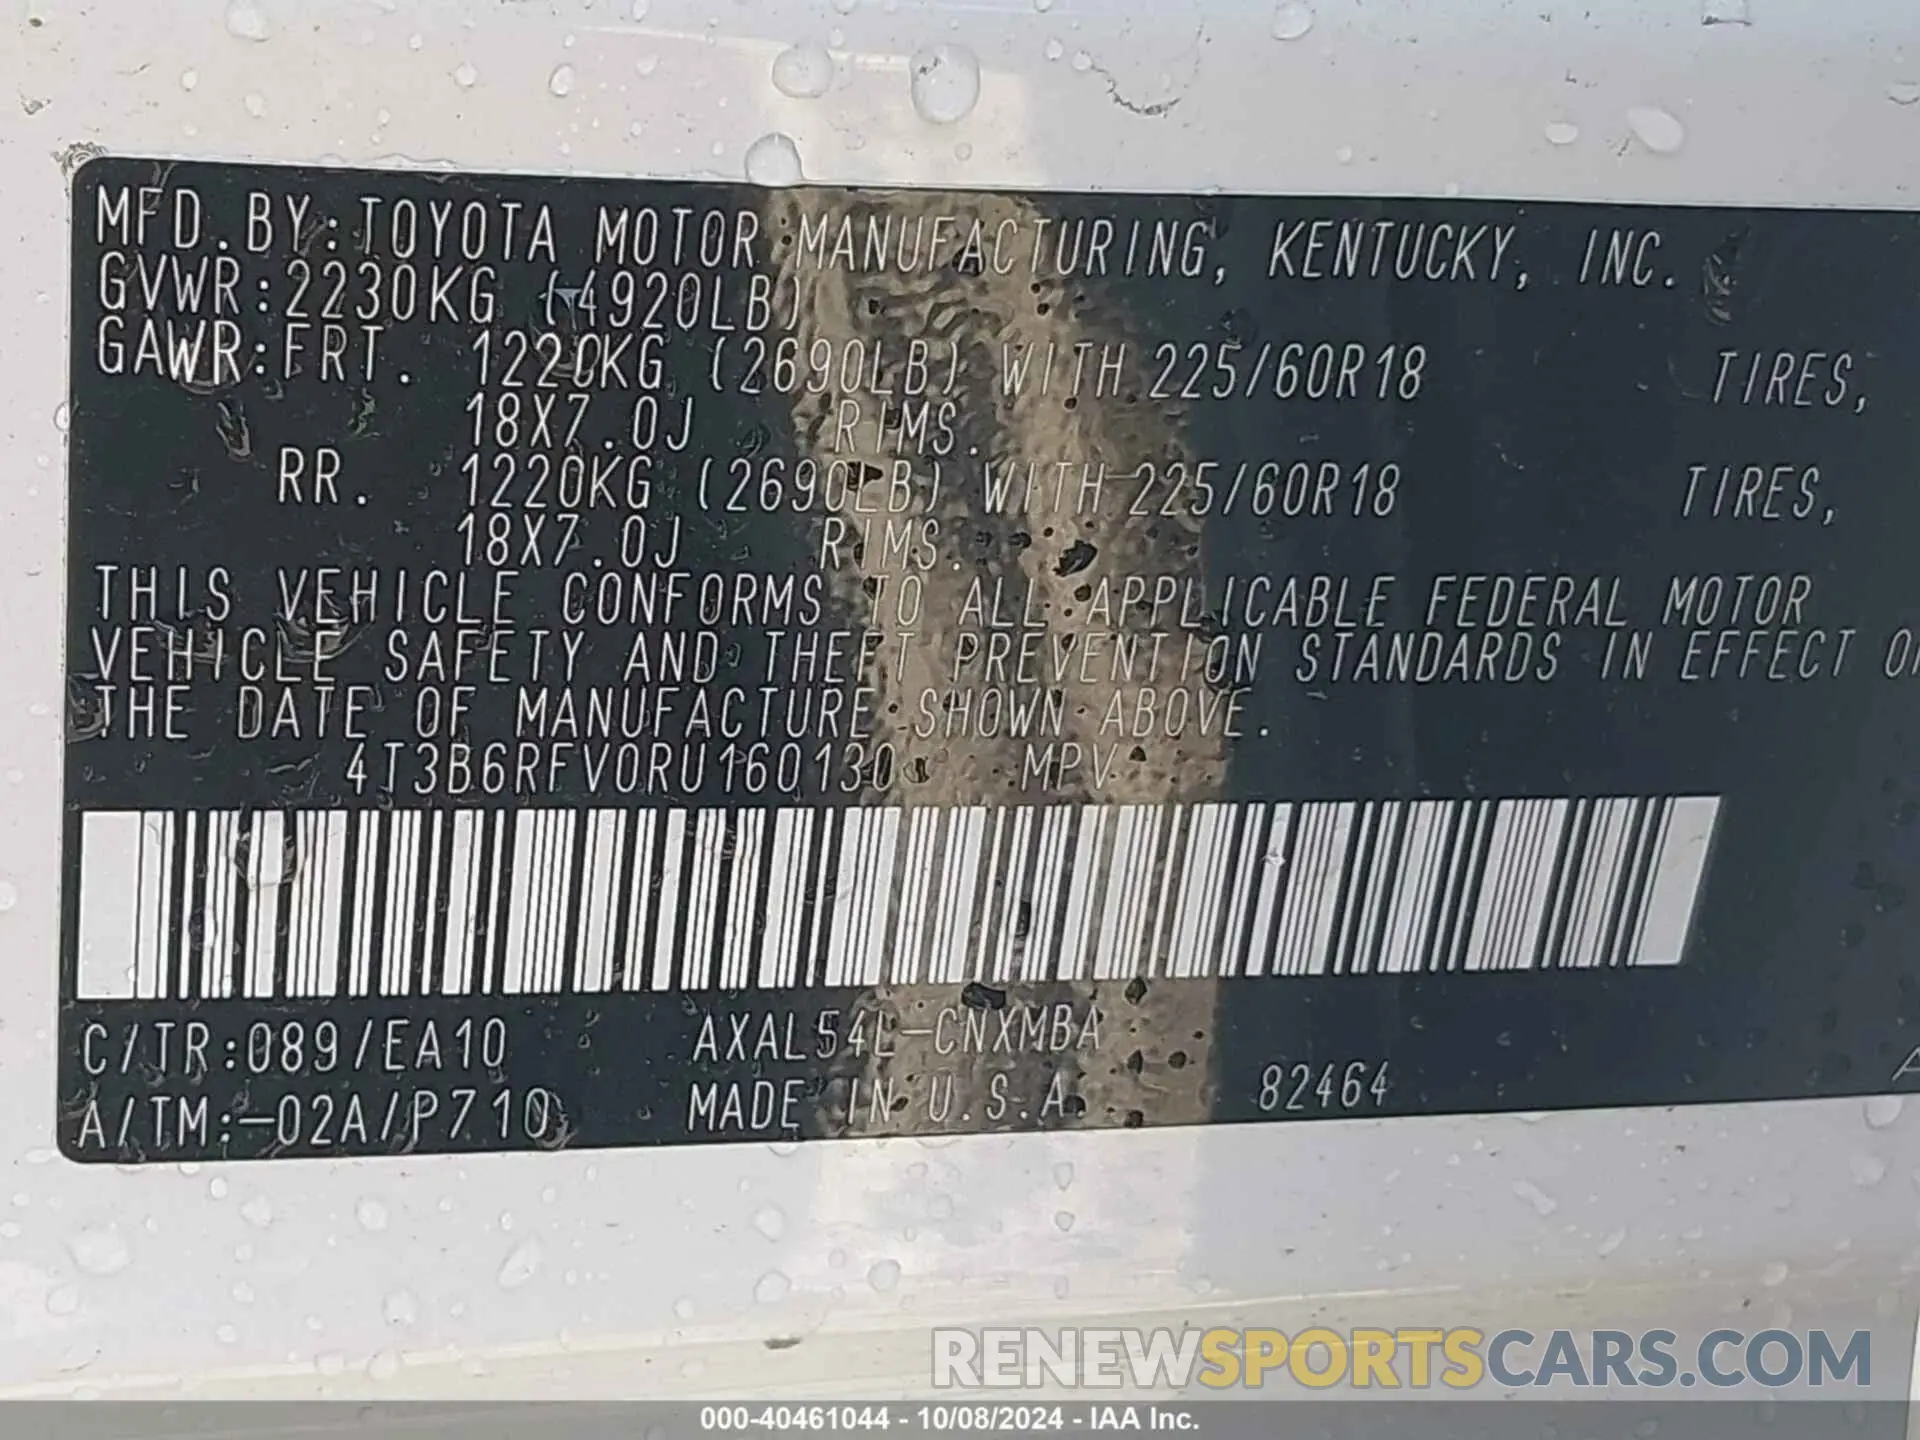 MFD.BY:TOYOTA MOTOR MANUFACTURING, KENTUCKY, INC.
GVWR:2230KG (4920LB)
GAWR:FRT. 1220KG (2690LB) WITH 225/60R18 TIRES,
18X7.0J RIMS.
RR. 1220KG (2690LB) WITH 225/60R18 TIRES,
18X7.0J RIMS.
THIS VEHICLE CONFORMS TO ALL APPLICABLE FEDERAL MOTOR
VEHICLE SAFETY AND THEFT PREVENTION STANDARDS IN EFFECT
THE DATE OF MANUFACTURE SHOWN ABOVE.
4T3B6RFV0RU160130 MPV
C/TR:089/EA10 AXAL54L-CNXMBA
A/TM:-02A/P710 MADE IN U.S.A. 82464
RENEWSPORTSCARS.COM
000-40461044 - 10/08/2024 - IAA Inc.